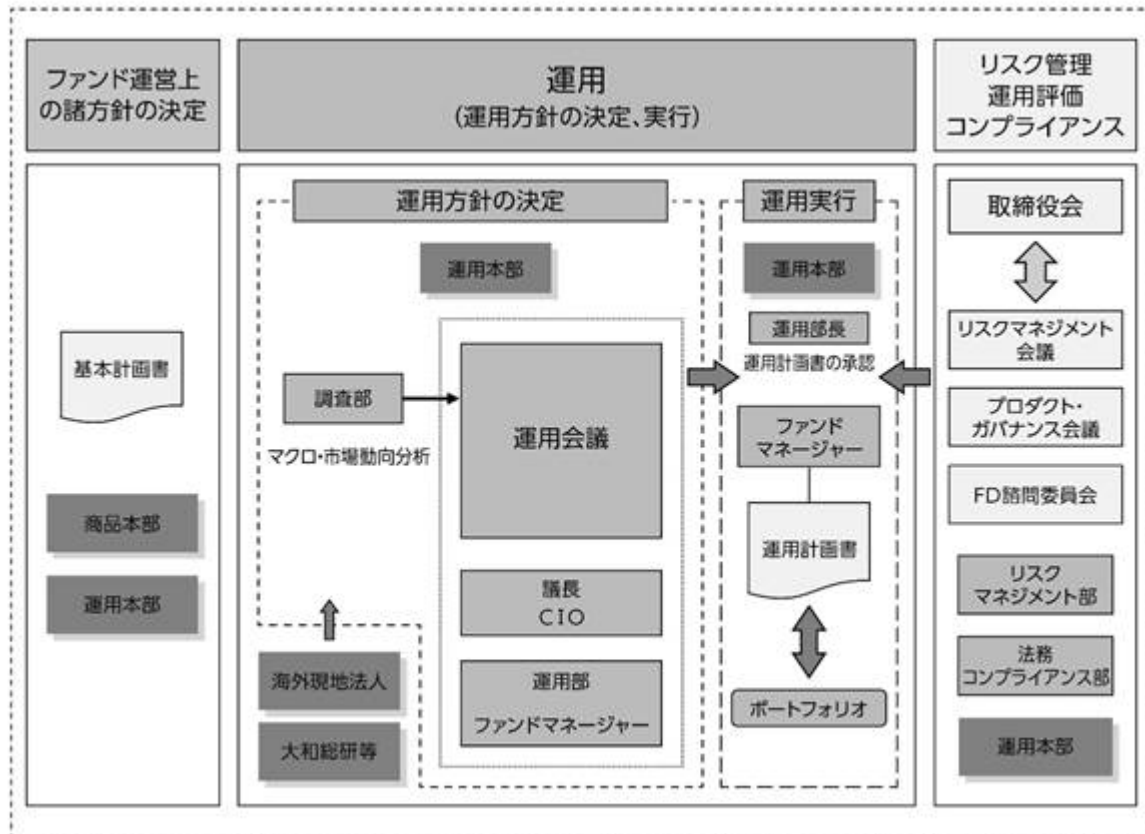 ファンド運営上
の諸方針の決定
運用
(運用方針の決定、実行)
リスク管理
運用評価
コンプライアンス
基本計画書
商品本部
運用本部
運用方針の決定
運用本部
調査部
マクロ・市場動向分析
運用会議
議長
CIO
運用部
ファンドマネージャー
海外現地法人
大和総研等
運用実行
運用本部
運用部長
運用計画書の承認
ファンド
マネージャー
運用計画書
ポートフォリオ
取締役会
リスクマネジメント
会議
プロダクト・
ガバナンス会議
FD諮問委員会
リスク
マネジメント部
法務
コンプライアンス部
運用本部